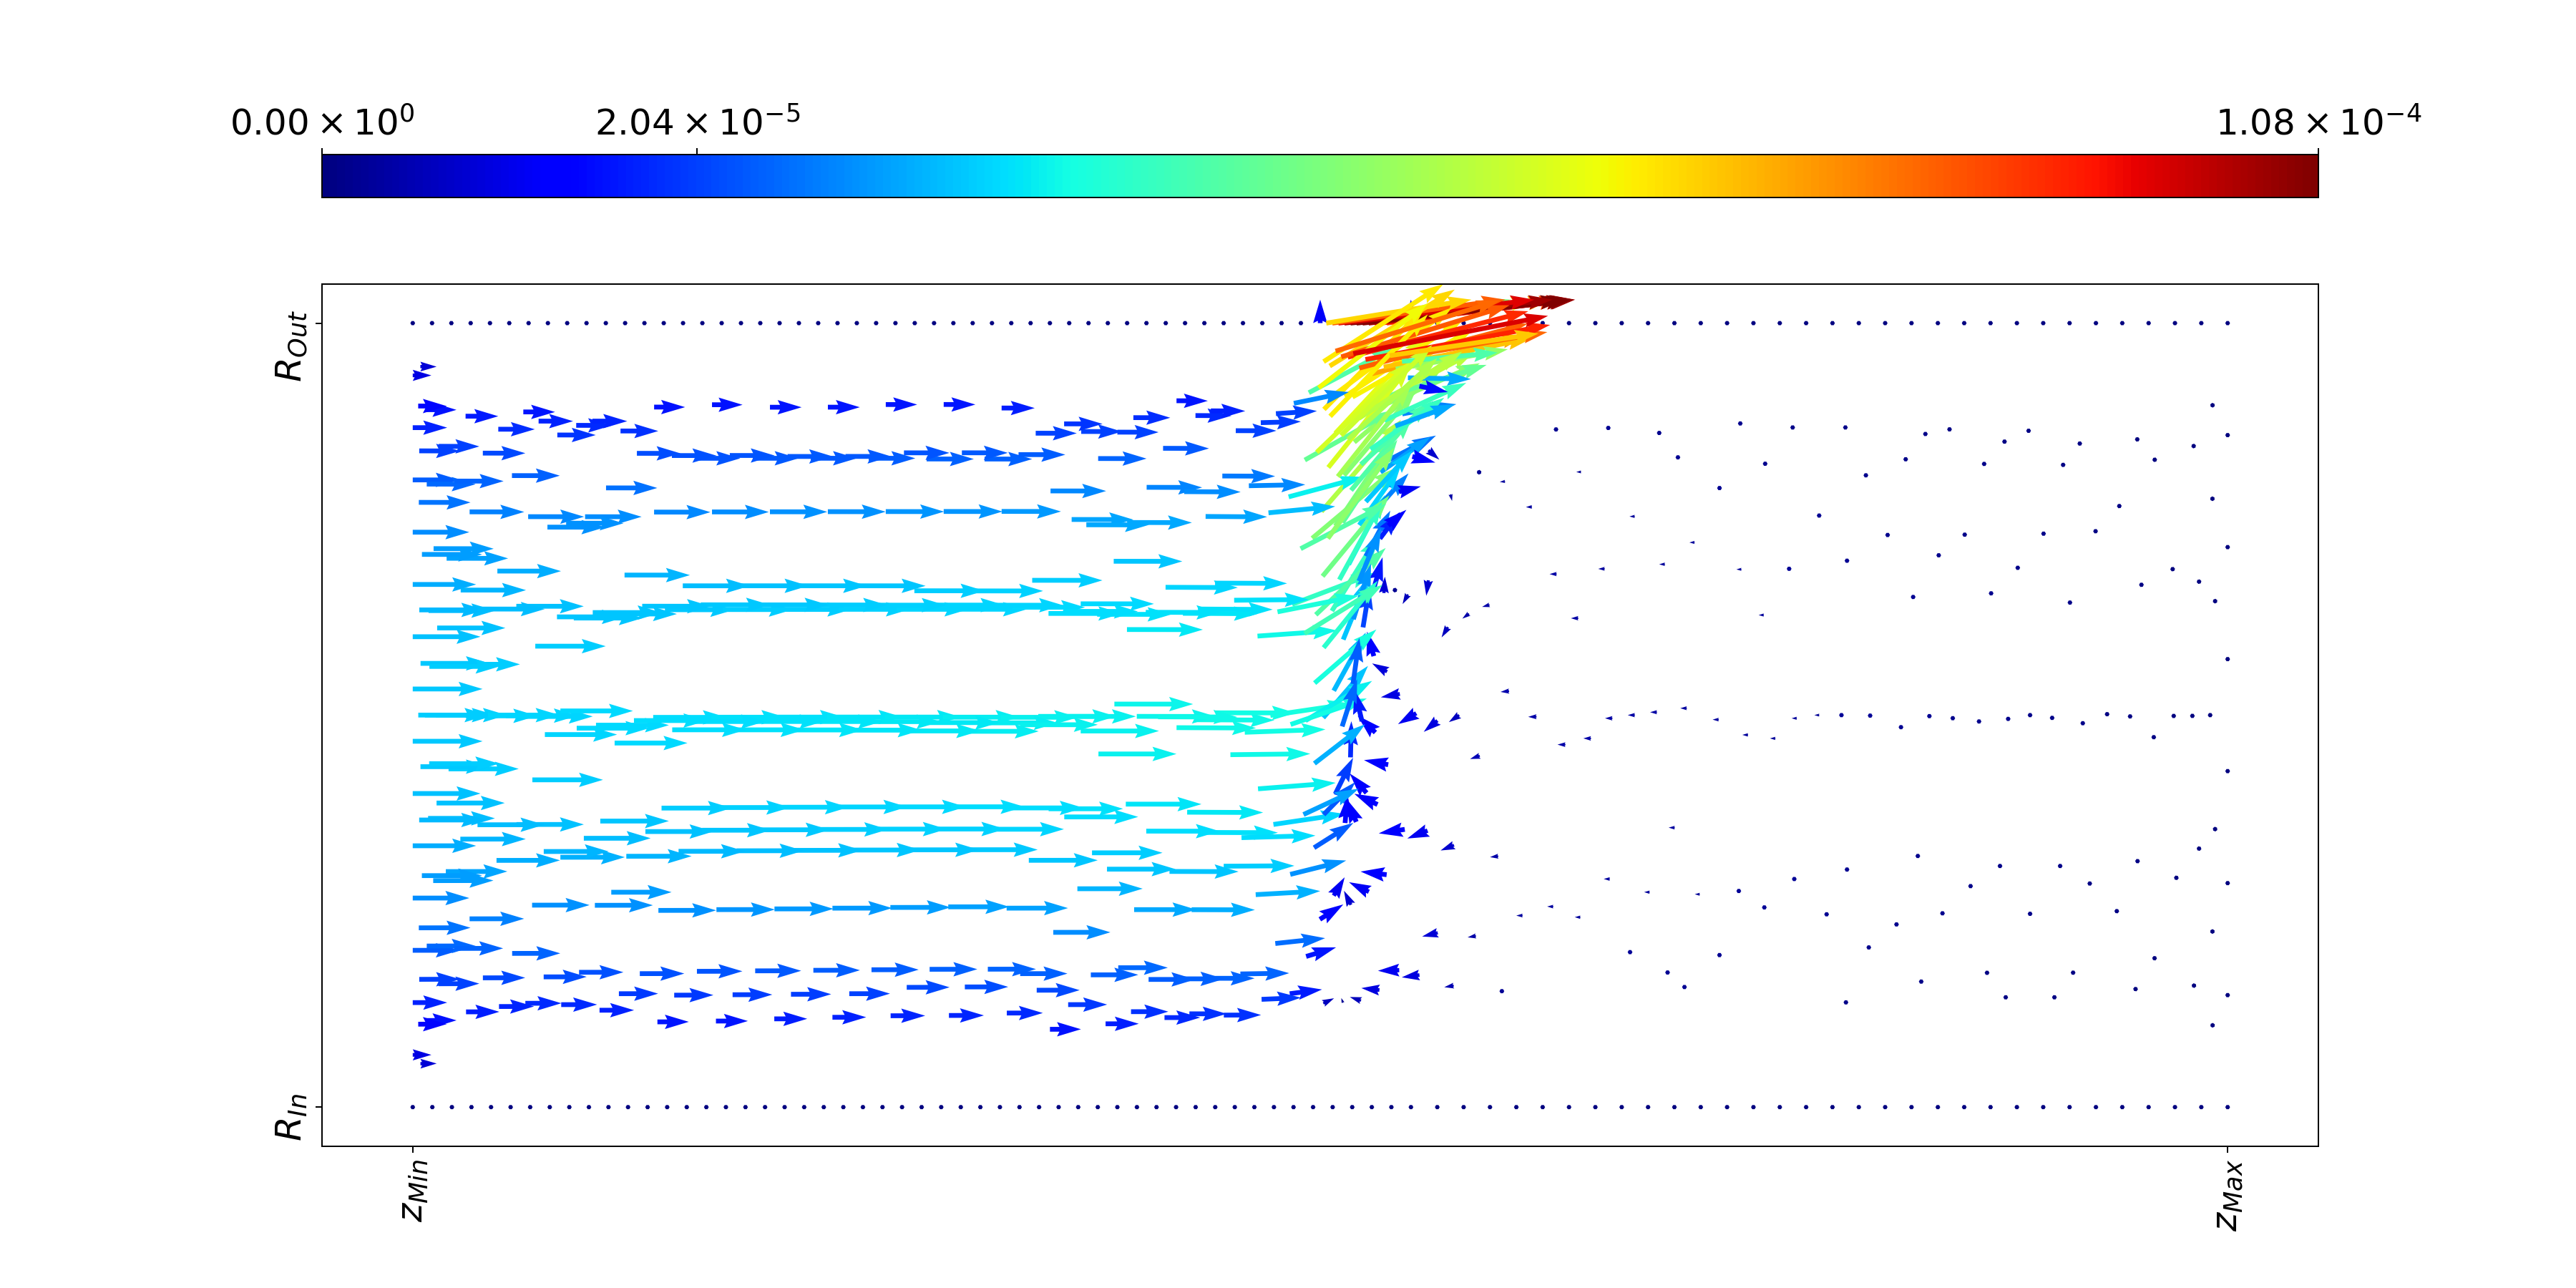 0.00 × 10⁰ 2.04 × 10⁻⁵ 1.08 × 10⁻⁴
R_Out
R_In
z_Min z_Max